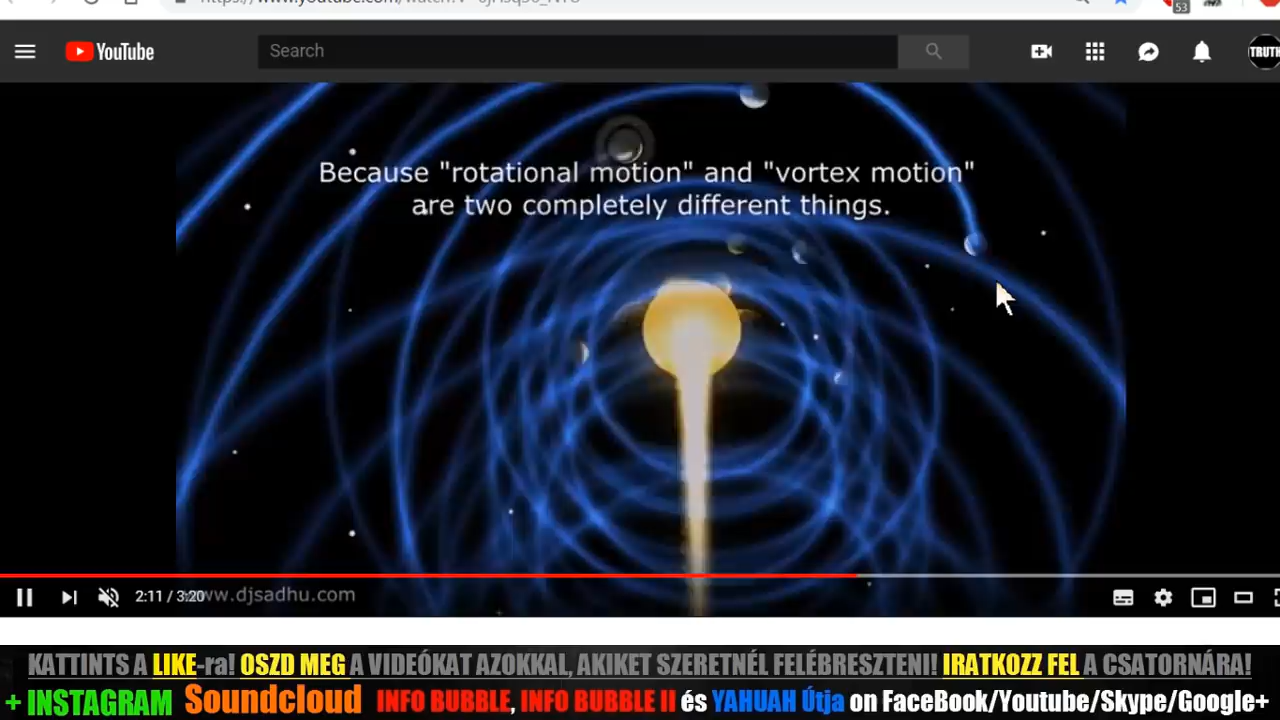 53
YouTube
Search
TRUTH
Because "rotational motion" and "vortex motion"
are two completely different things.
2:11 / 3:20
www.djsadhu.com
KATTINTS A LIKE-ra! OSZD MEG A VIDEÓKAT AZOKKAL, AKIKET SZERETNÉL FELÉBRESZTENI! IRATKOZZ FEL A CSATORNÁRA!
+ INSTAGRAM Soundcloud INFO BUBBLE, INFO BUBBLE II és YAHUAH Útja on FaceBook/Youtube/Skype/Google+